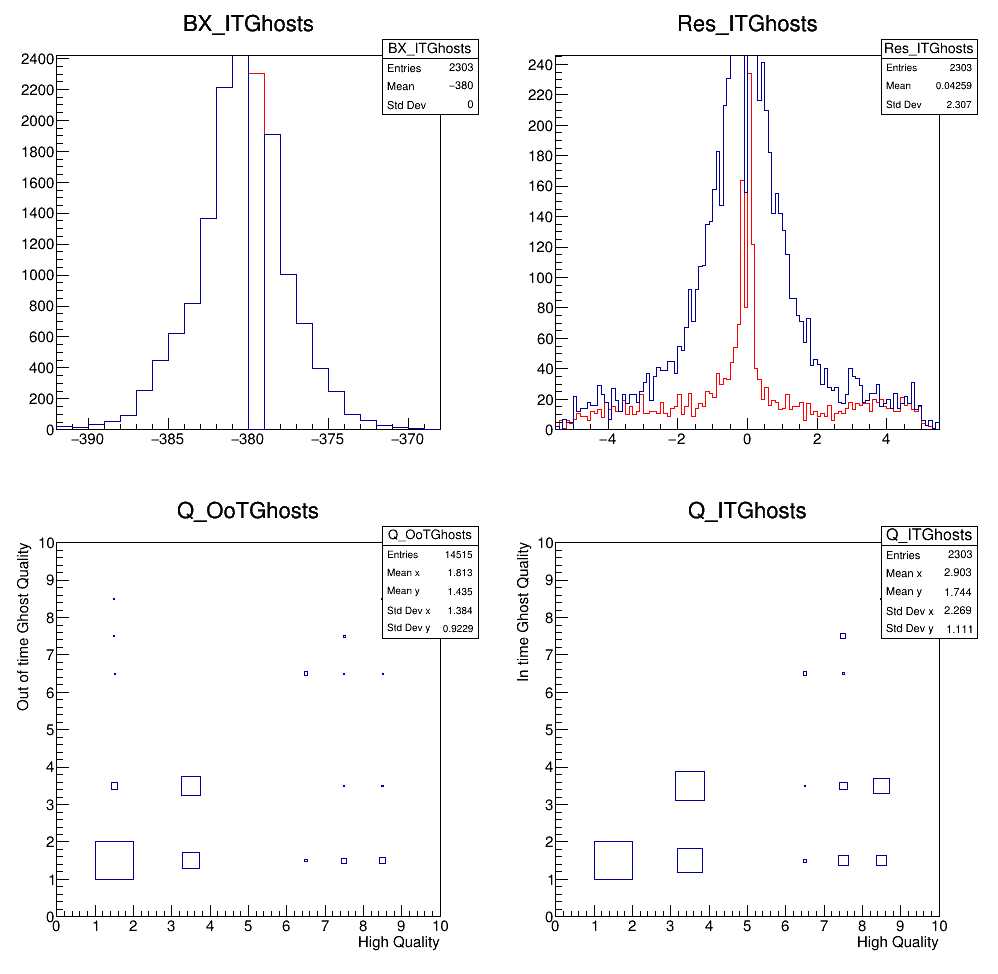 BX_ITGhosts
BX_ITGhosts
Entries 2303
Mean −380
Std Dev 0
2400
2200
2000
1800
1600
1400
1200
1000
800
600
400
200
0
−390 −385 −380 −375 −370
Res_ITGhosts
Res_ITGhosts
Entries 2303
Mean 0.04259
Std Dev 2.307
240
220
200
180
160
140
120
100
80
60
40
20
0
−4 −2 0 2 4
Q_OoTGhosts
Q_OoTGhosts
Entries 14515
Mean x 1.813
Mean y 1.435
Std Dev x 1.384
Std Dev y 0.9229
Out of time Ghost Quality
10
9
8
7
6
5
4
3
2
1
0
0 1 2 3 4 5 6 7 8 9 10
High Quality
Q_ITGhosts
Q_ITGhosts
Entries 2303
Mean x 2.903
Mean y 1.744
Std Dev x 2.269
Std Dev y 1.111
In time Ghost Quality
10
9
8
7
6
5
4
3
2
1
0
0 1 2 3 4 5 6 7 8 9 10
High Quality